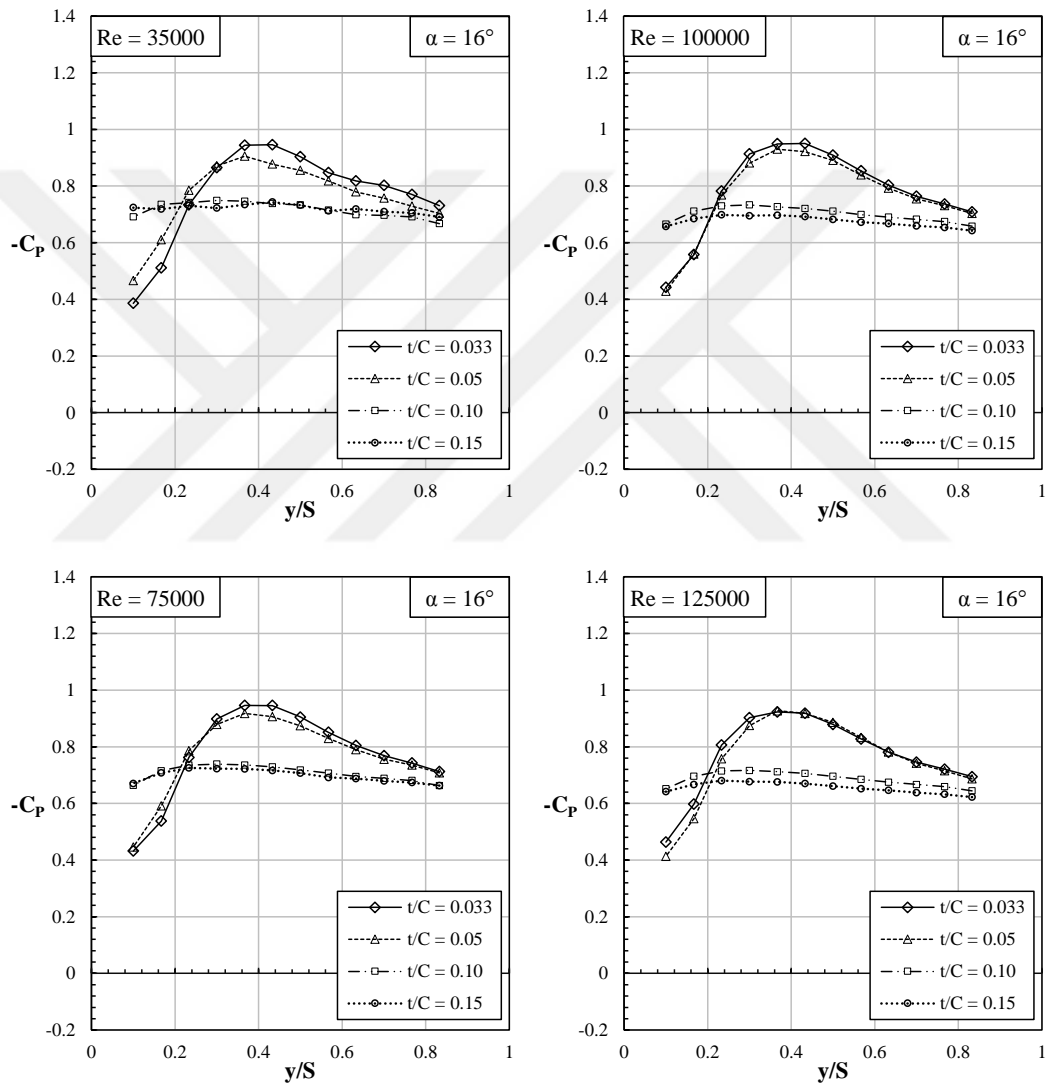 Re = 35000
α = 16°
1.4
1.2
1
0.8
0.6
0.4
0.2
0
-0.2
-CP
t/C = 0.033
t/C = 0.05
t/C = 0.10
t/C = 0.15
0 0.2 0.4 0.6 0.8 1
y/S
Re = 100000
α = 16°
1.4
1.2
1
0.8
0.6
0.4
0.2
0
-0.2
-CP
t/C = 0.033
t/C = 0.05
t/C = 0.10
t/C = 0.15
0 0.2 0.4 0.6 0.8 1
y/S
Re = 75000
α = 16°
1.4
1.2
1
0.8
0.6
0.4
0.2
0
-0.2
-CP
t/C = 0.033
t/C = 0.05
t/C = 0.10
t/C = 0.15
0 0.2 0.4 0.6 0.8 1
y/S
Re = 125000
α = 16°
1.4
1.2
1
0.8
0.6
0.4
0.2
0
-0.2
-CP
t/C = 0.033
t/C = 0.05
t/C = 0.10
t/C = 0.15
0 0.2 0.4 0.6 0.8 1
y/S